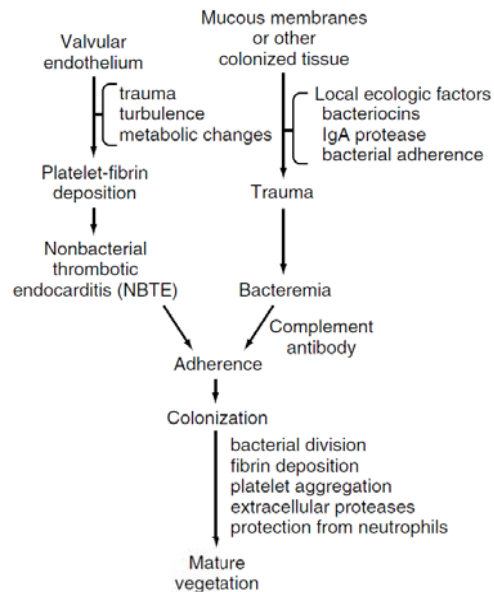 Valvular
endothelium
trauma
turbulence
metabolic changes
Platelet-fibrin
deposition
Nonbacterial
thrombotic
endocarditis (NBTE)
Mucous membranes
or other
colonized tissue
Local ecologic factors
bacteriocins
IgA protease
bacterial adherence
Trauma
Bacteremia
Complement
antibody
Adherence
Colonization
bacterial division
fibrin deposition
platelet aggregation
extracellular proteases
protection from neutrophils
Mature
vegetation